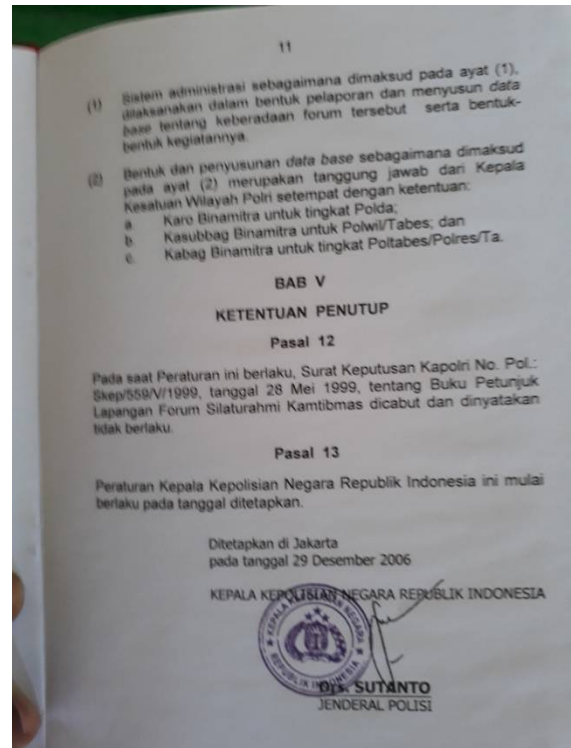 11
(1) Sistem administrasi sebagaimana dimaksud pada ayat (1),
dilaksanakan dalam bentuk pelaporan dan menyusun data
base tentang keberadaan forum tersebut serta bentuk-
bentuk kegiatannya.
(2) Bentuk dan penyusunan data base sebagaimana dimaksud
pada ayat (2) merupakan tanggung jawab dari Kepala
Kesatuan Wilayah Polri setempat dengan ketentuan:
a. Karo Binamitra untuk tingkat Polda;
b. Kasubbag Binamitra untuk Polwil/Tabes; dan
c. Kabag Binamitra untuk tingkat Poltabes/Polres/Ta.
BAB V
KETENTUAN PENUTUP
Pasal 12
Pada saat Peraturan ini berlaku, Surat Keputusan Kapolri No. Pol.:
Skep/559/V/1999, tanggal 28 Mei 1999, tentang Buku Petunjuk
Lapangan Forum Silaturahmi Kamtibmas dicabut dan dinyatakan
tidak berlaku.
Pasal 13
Peraturan Kepala Kepolisian Negara Republik Indonesia ini mulai
berlaku pada tanggal ditetapkan.
Ditetapkan di Jakarta
pada tanggal 29 Desember 2006
KEPALA KEPOLISIAN NEGARA REPUBLIK INDONESIA
KEPALA KEPOLISIAN NEGARA
REPUBLIK INDONESIA
Drs. SUTANTO
JENDERAL POLISI